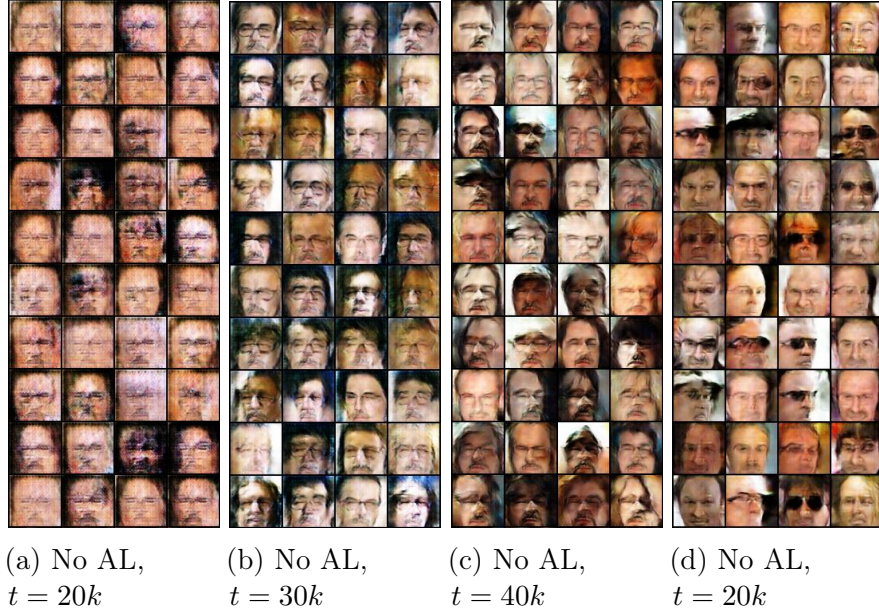 (a) No AL,
t = 20k
(b) No AL,
t = 30k
(c) No AL,
t = 40k
(d) No AL,
t = 20k